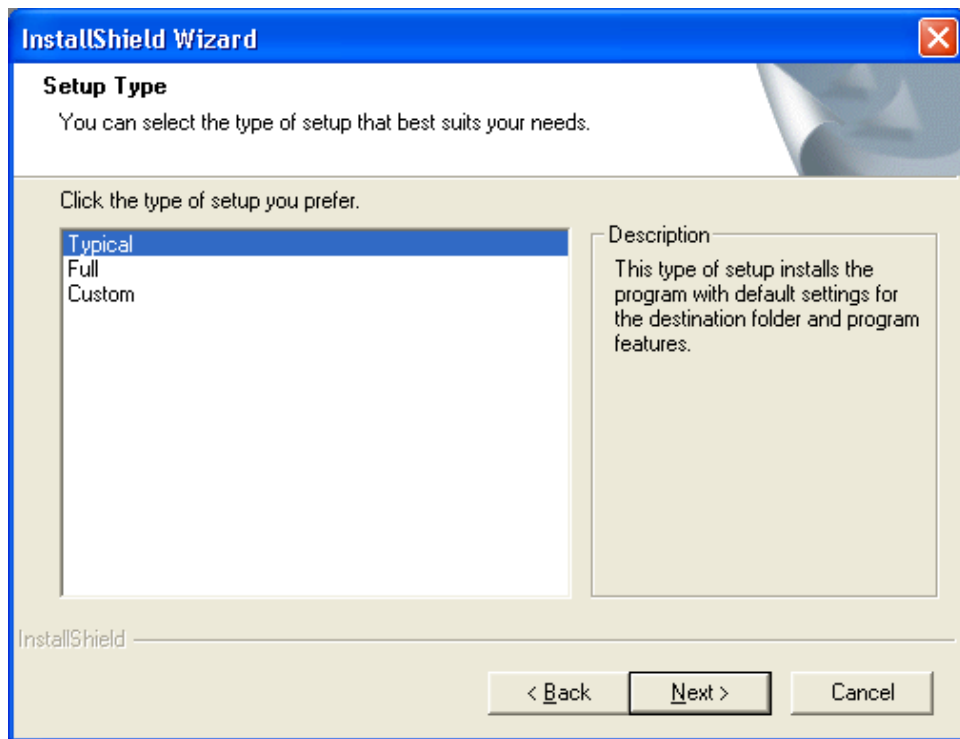 InstallShield Wizard
Setup Type
You can select the type of setup that best suits your needs.
Click the type of setup you prefer.
Typical
Full
Custom
Description
This type of setup installs the
program with default settings for
the destination folder and program
features.
InstallShield
< Back
Next >
Cancel